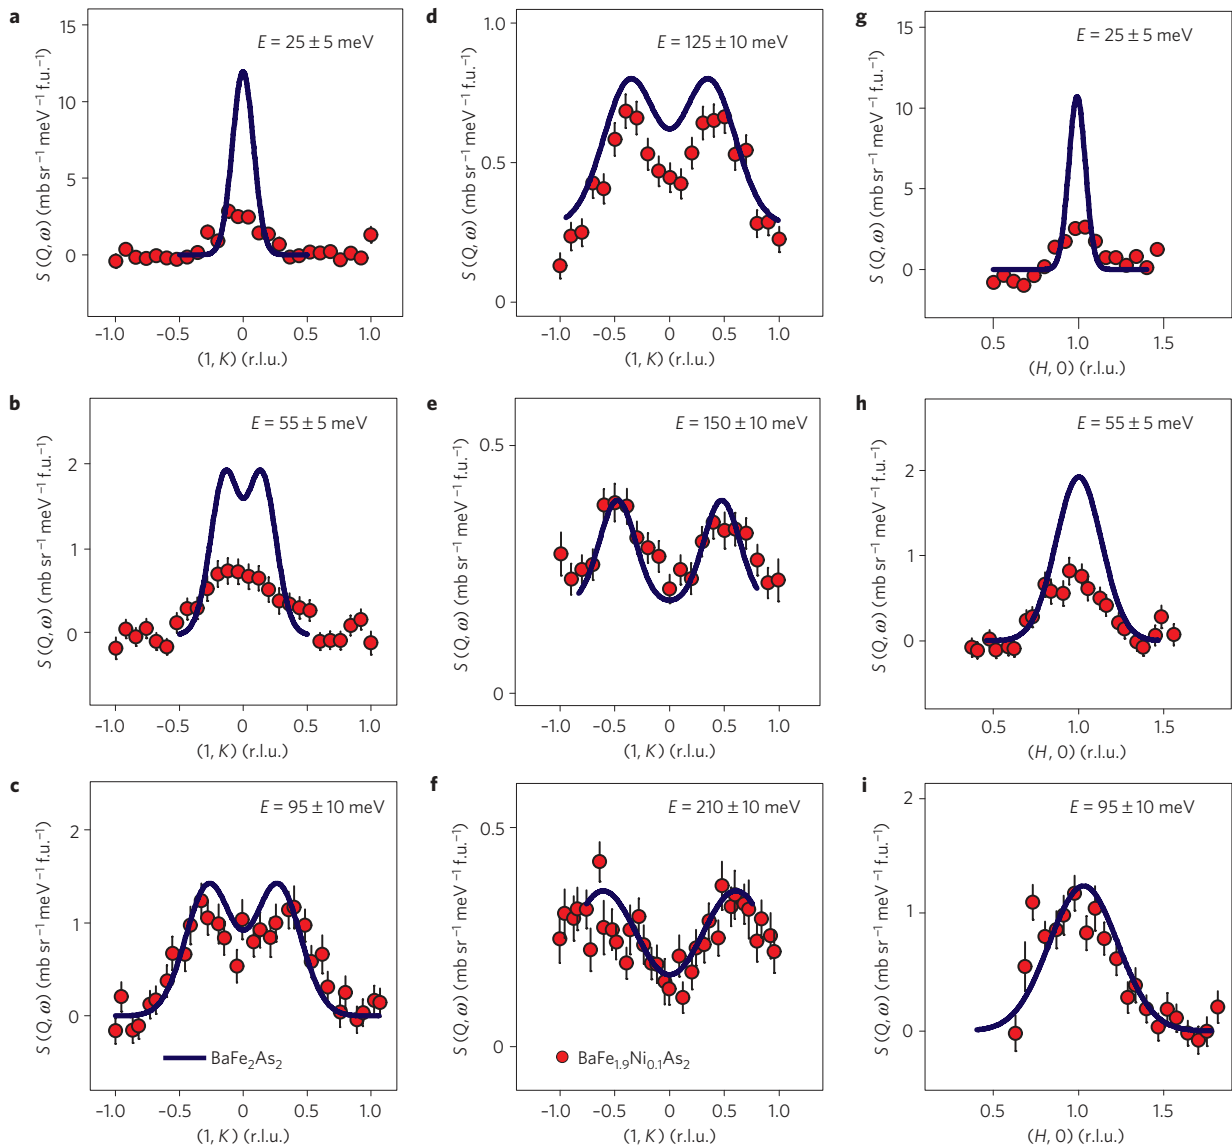 a
E = 25 ± 5 meV
S (Q, ω) (mb sr⁻¹ meV⁻¹ f.u.⁻¹)
15
10
5
0
-1.0 -0.5 0 0.5 1.0
(1, K) (r.l.u.)
d
E = 125 ± 10 meV
S (Q, ω) (mb sr⁻¹ meV⁻¹ f.u.⁻¹)
1.0
0.5
0
-1.0 -0.5 0 0.5 1.0
(1, K) (r.l.u.)
g
E = 25 ± 5 meV
S (Q, ω) (mb sr⁻¹ meV⁻¹ f.u.⁻¹)
15
10
5
0
0.5 1.0 1.5
(H, 0) (r.l.u.)
b
E = 55 ± 5 meV
S (Q, ω) (mb sr⁻¹ meV⁻¹ f.u.⁻¹)
2
1
0
-1.0 -0.5 0 0.5 1.0
(1, K) (r.l.u.)
e
E = 150 ± 10 meV
S (Q, ω) (mb sr⁻¹ meV⁻¹ f.u.⁻¹)
0.5
0
-1.0 -0.5 0 0.5 1.0
(1, K) (r.l.u.)
h
E = 55 ± 5 meV
S (Q, ω) (mb sr⁻¹ meV⁻¹ f.u.⁻¹)
2
1
0
0.5 1.0 1.5
(H, 0) (r.l.u.)
c
E = 95 ± 10 meV
S (Q, ω) (mb sr⁻¹ meV⁻¹ f.u.⁻¹)
2
1
0
BaFe₂As₂
-1.0 -0.5 0 0.5 1.0
(1, K) (r.l.u.)
f
E = 210 ± 10 meV
S (Q, ω) (mb sr⁻¹ meV⁻¹ f.u.⁻¹)
0.5
0
BaFe₁.₉Ni₀.₁As₂
-1.0 -0.5 0 0.5 1.0
(1, K) (r.l.u.)
i
E = 95 ± 10 meV
S (Q, ω) (mb sr⁻¹ meV⁻¹ f.u.⁻¹)
2
1
0
0.5 1.0 1.5
(H, 0) (r.l.u.)